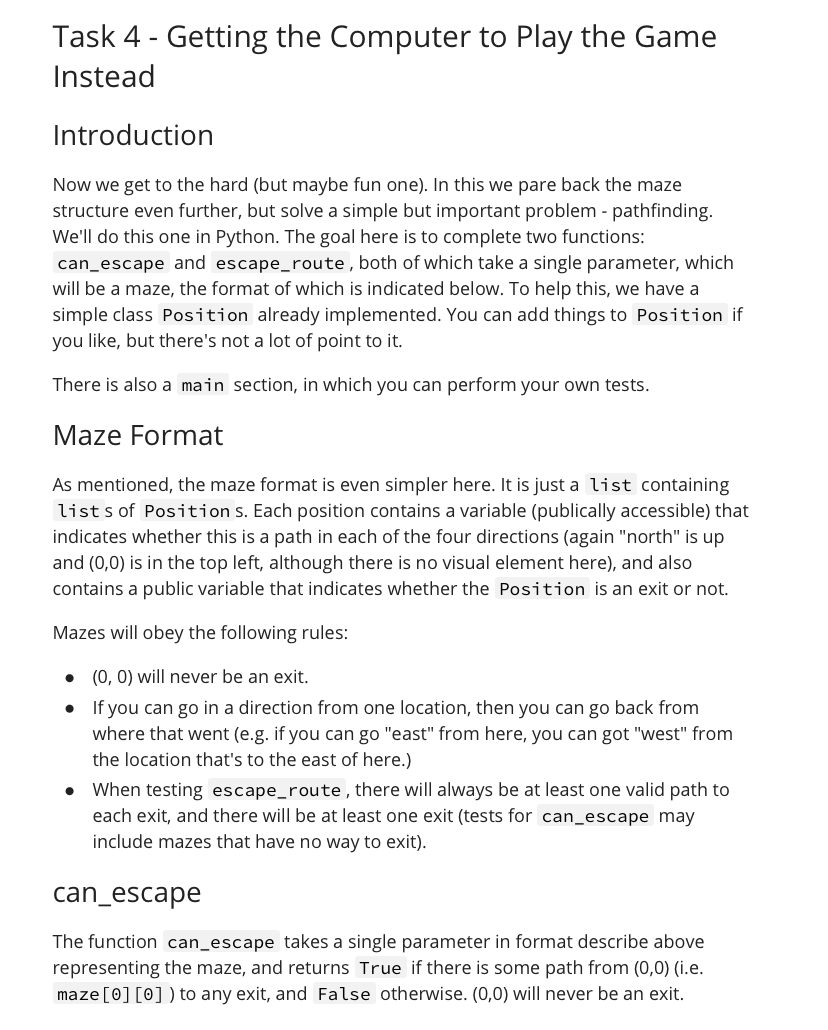 Task 4 - Getting the Computer to Play the Game
Instead
Introduction
Now we get to the hard (but maybe fun one). In this we pare back the maze
structure even further, but solve a simple but important problem - pathfinding.
We'll do this one in Python. The goal here is to complete two functions:
can_escape and escape_route, both of which take a single parameter, which
will be a maze, the format of which is indicated below. To help this, we have a
simple class Position already implemented. You can add things to Position if
you like, but there's not a lot of point to it.
There is also a main section, in which you can perform your own tests.
Maze Format
As mentioned, the maze format is even simpler here. It is just a list containing
lists of Positions. Each position contains a variable (publically accessible) that
indicates whether this is a path in each of the four directions (again "north" is up
and (0,0) is in the top left, although there is no visual element here), and also
contains a public variable that indicates whether the Position is an exit or not.
Mazes will obey the following rules:
● (0, 0) will never be an exit.
● If you can go in a direction from one location, then you can go back from
where that went (e.g. if you can go "east" from here, you can got "west" from
the location that's to the east of here.)
● When testing escape_route, there will always be at least one valid path to
each exit, and there will be at least one exit (tests for can_escape may
include mazes that have no way to exit).
can_escape
The function can_escape takes a single parameter in format describe above
representing the maze, and returns True if there is some path from (0,0) (i.e.
maze[0][0]) to any exit, and False otherwise. (0,0) will never be an exit.